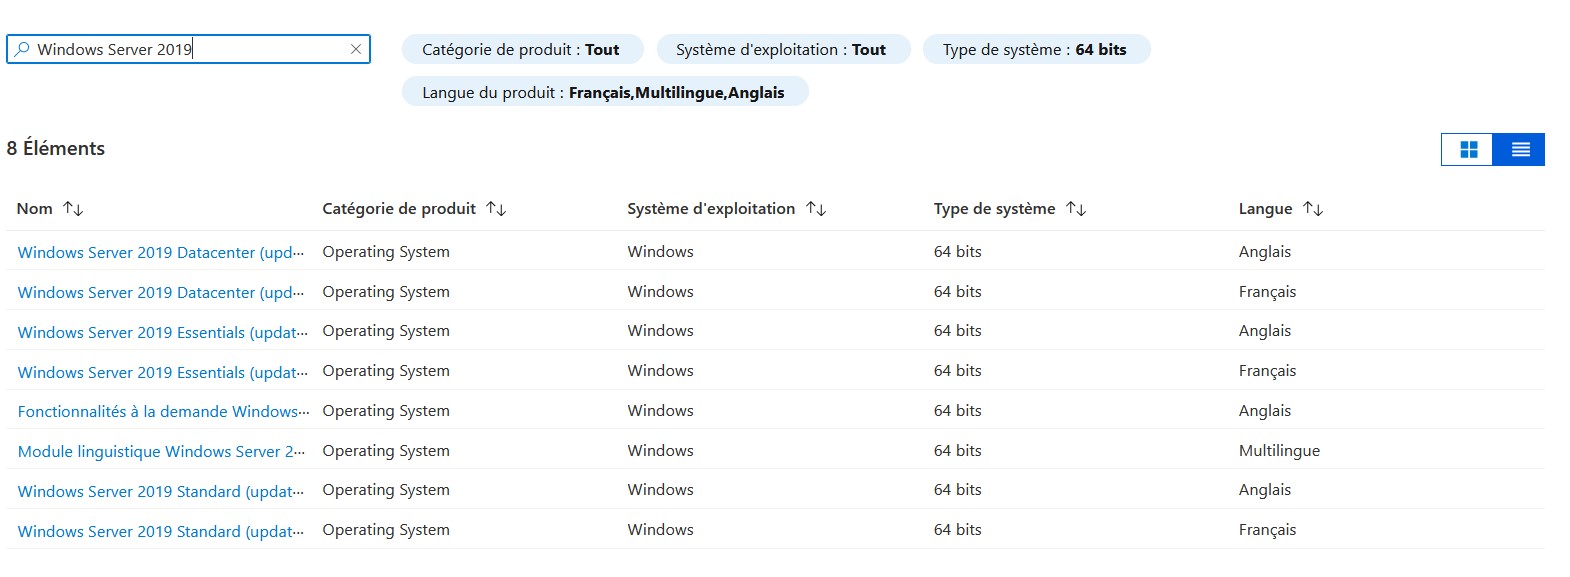 Windows Server 2019
Catégorie de produit : Tout Système d'exploitation : Tout Type de système : 64 bits
Langue du produit : Français,Multilingue,Anglais
8 Éléments
Nom Catégorie de produit Système d'exploitation Type de système Langue
Windows Server 2019 Datacenter (upd··· Operating System Windows 64 bits Anglais
Windows Server 2019 Datacenter (upd··· Operating System Windows 64 bits Français
Windows Server 2019 Essentials (updat··· Operating System Windows 64 bits Anglais
Windows Server 2019 Essentials (updat··· Operating System Windows 64 bits Français
Fonctionnalités à la demande Windows··· Operating System Windows 64 bits Anglais
Module linguistique Windows Server 2··· Operating System Windows 64 bits Multilingue
Windows Server 2019 Standard (updat··· Operating System Windows 64 bits Anglais
Windows Server 2019 Standard (updat··· Operating System Windows 64 bits Français